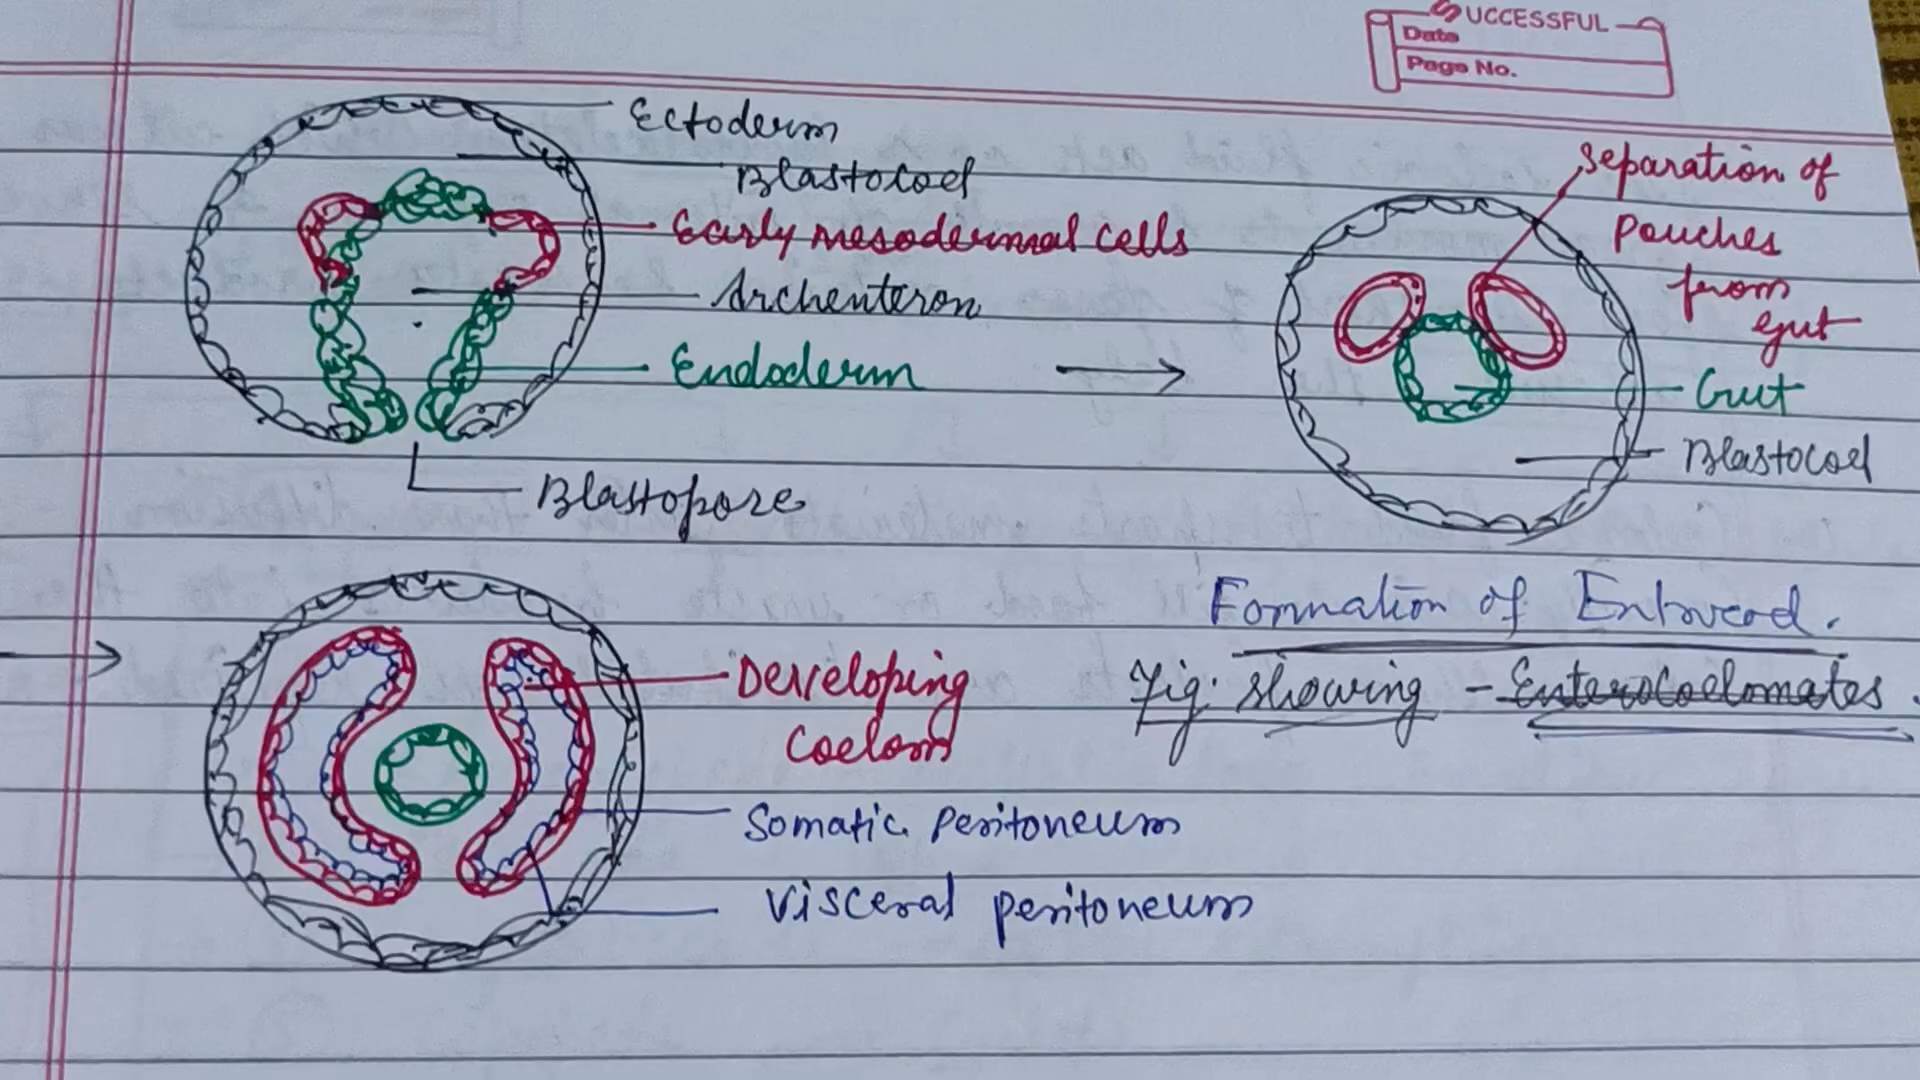 SUCCESSFUL
Date
Page No.
Ectoderm
Blastocoel
Early mesodermal cells
Archenteron
Endoderm
Blastopore
Separation of
Pouches
from
gut
Gut
Blastocoel
Formation of
Fig: showing - Enterocoelomates.
Developing
Coelom
Somatic peritoneum
Visceral peritoneum